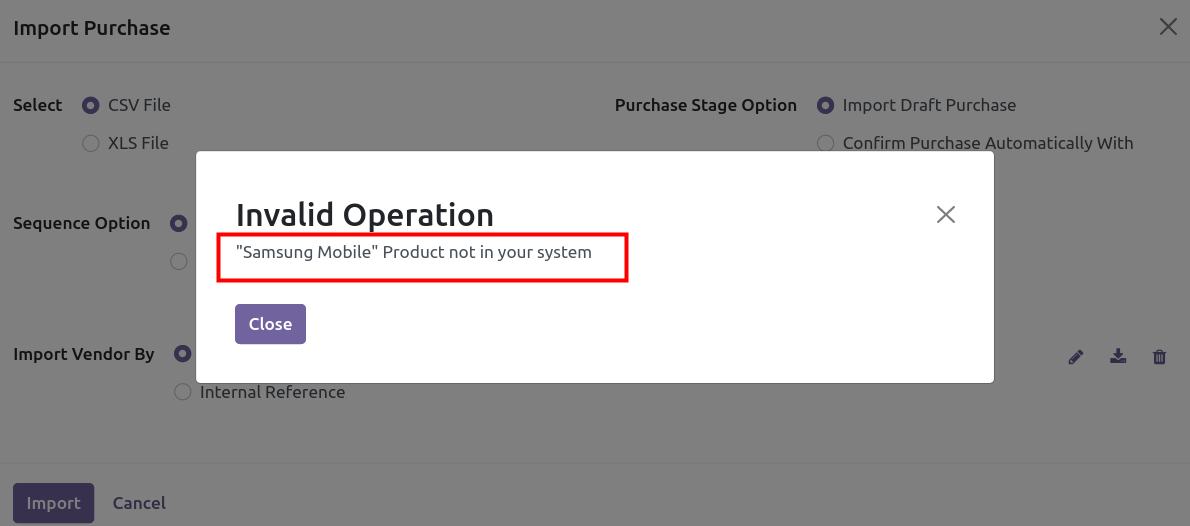 Import Purchase
Select CSV File Purchase Stage Option Import Draft Purchase
XLS File Confirm Purchase Automatically With
Invalid Operation
Sequence Option
"Samsung Mobile" Product not in your system
Close
Import Vendor By
Internal Reference
Import Cancel